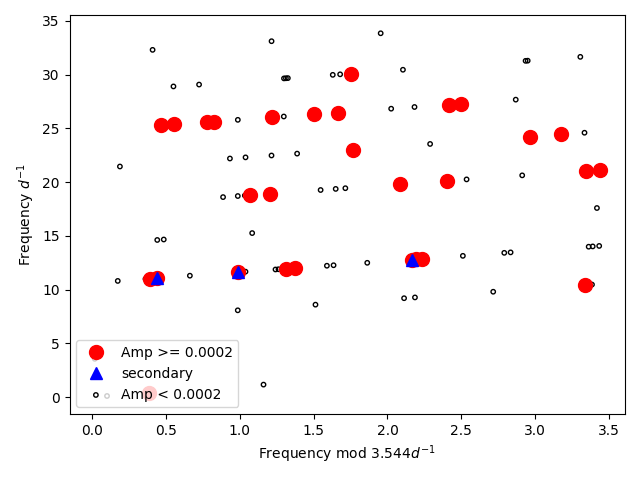 35
30
25
20
15
10
5
0
Frequency d⁻¹
Amp >= 0.0002
secondary
Amp < 0.0002
0.0 0.5 1.0 1.5 2.0 2.5 3.0 3.5
Frequency mod 3.544d⁻¹